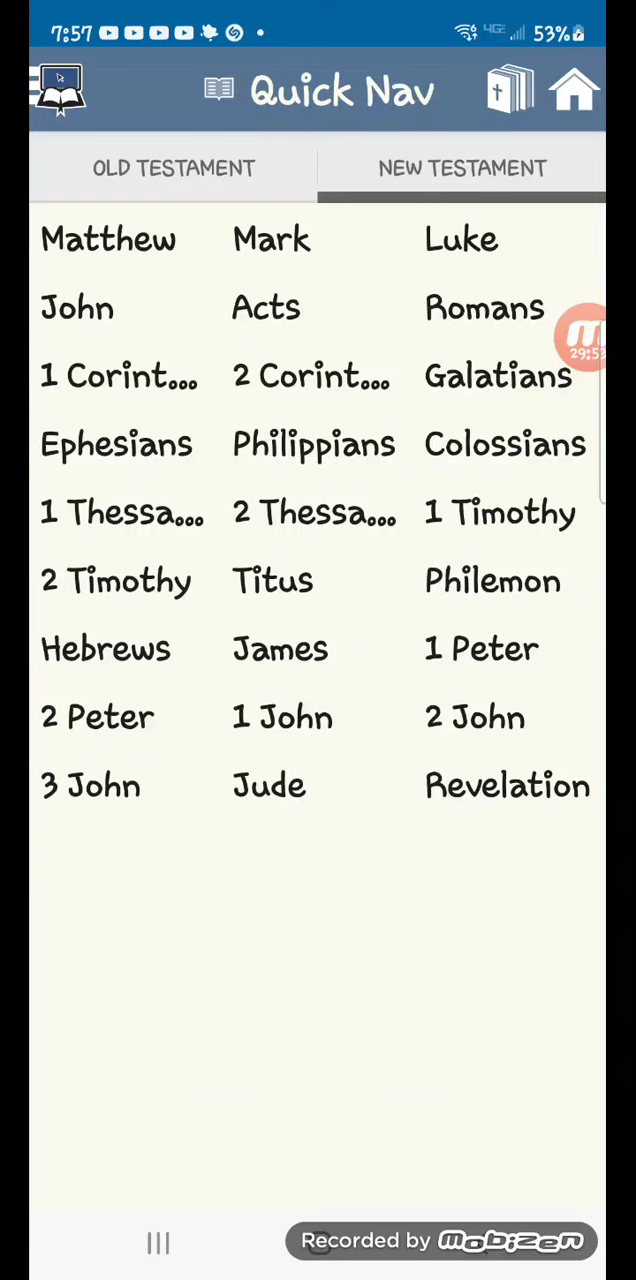 7:57 53%
Quick Nav
OLD TESTAMENT NEW TESTAMENT
Matthew Mark Luke
John Acts Romans
29:53
1 Corint... 2 Corint... Galatians
Ephesians Philippians Colossians
1 Thessa... 2 Thessa... 1 Timothy
2 Timothy Titus Philemon
Hebrews James 1 Peter
2 Peter 1 John 2 John
3 John Jude Revelation
Recorded by mobizen